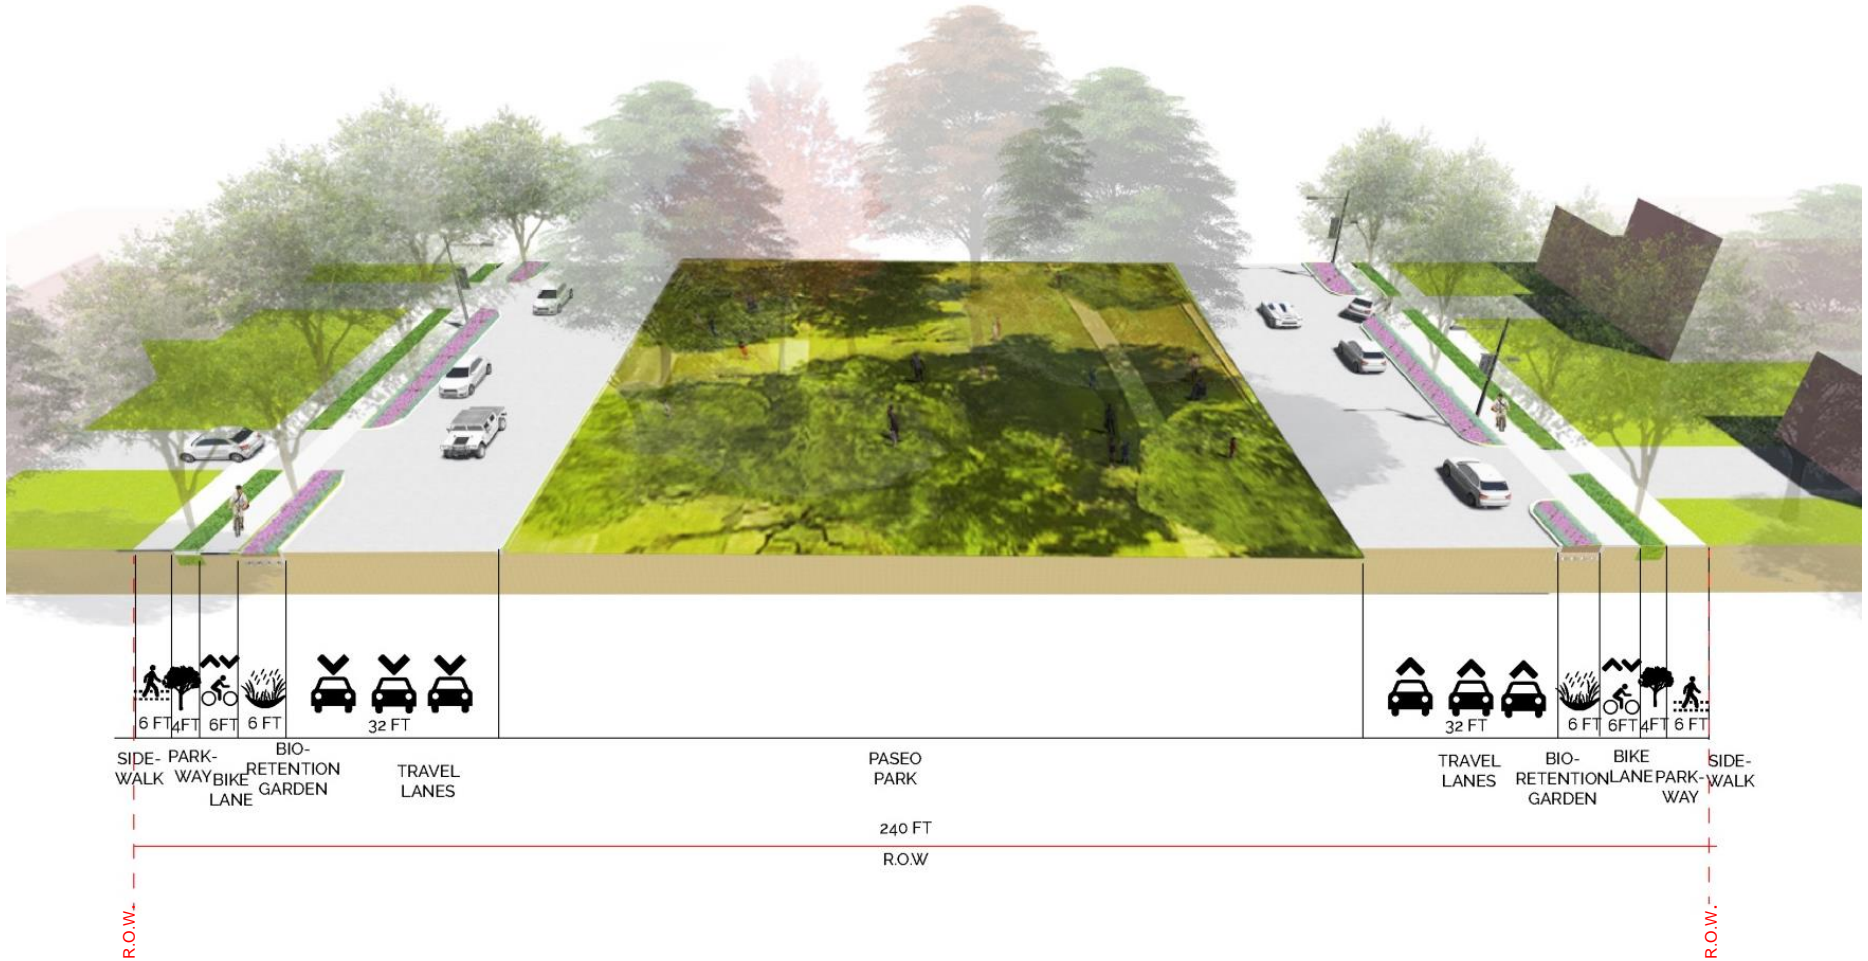 6 FT
4FT
6FT
6 FT
32 FT
32 FT
6 FT
6FT
4FT
6 FT
SIDE-
WALK
PARK-
WAY
BIKE
LANE
BIO-
RETENTION
GARDEN
TRAVEL
LANES
PASEO
PARK
TRAVEL
LANES
BIO-
RETENTION
GARDEN
BIKE
LANE
PARK-
WAY
SIDE-
WALK
240 FT
R.O.W
R.O.W.
R.O.W.